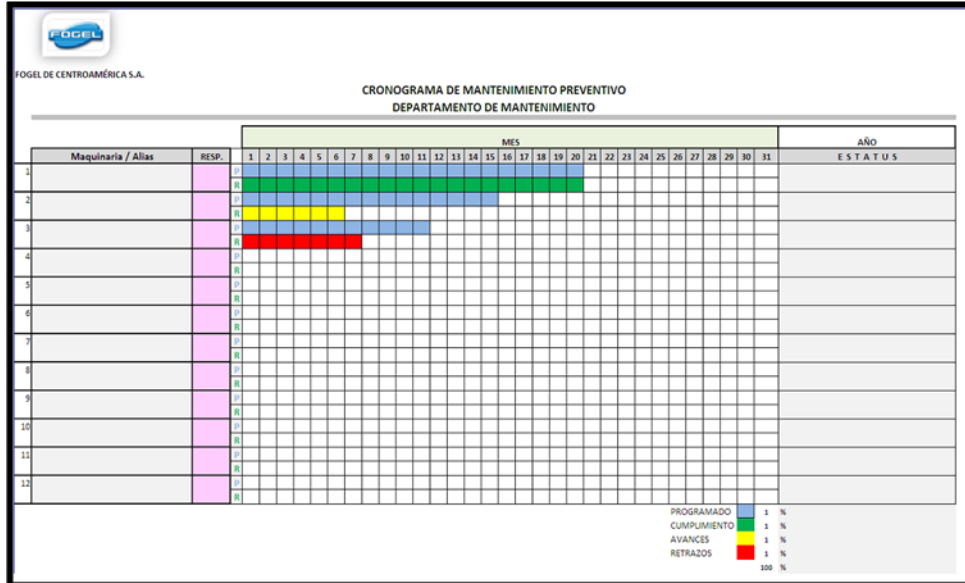 FOGEL
FOGEL DE CENTROAMÉRICA S.A.
CRONOGRAMA DE MANTENIMIENTO PREVENTIVO
DEPARTAMENTO DE MANTENIMIENTO
MES AÑO
Maquinaria / Alias RESP. 1 2 3 4 5 6 7 8 9 10 11 12 13 14 15 16 17 18 19 20 21 22 23 24 25 26 27 28 29 30 31 ESTATUS
1 P
R
2 P
R
3 P
R
4 P
R
5 P
R
6 P
R
7 P
R
8 P
R
9 P
R
10 P
R
11 P
R
12 P
R
PROGRAMADO 1 %
CUMPLIMIENTO 1 %
AVANCES 1 %
RETRAZOS 1 %
100 %